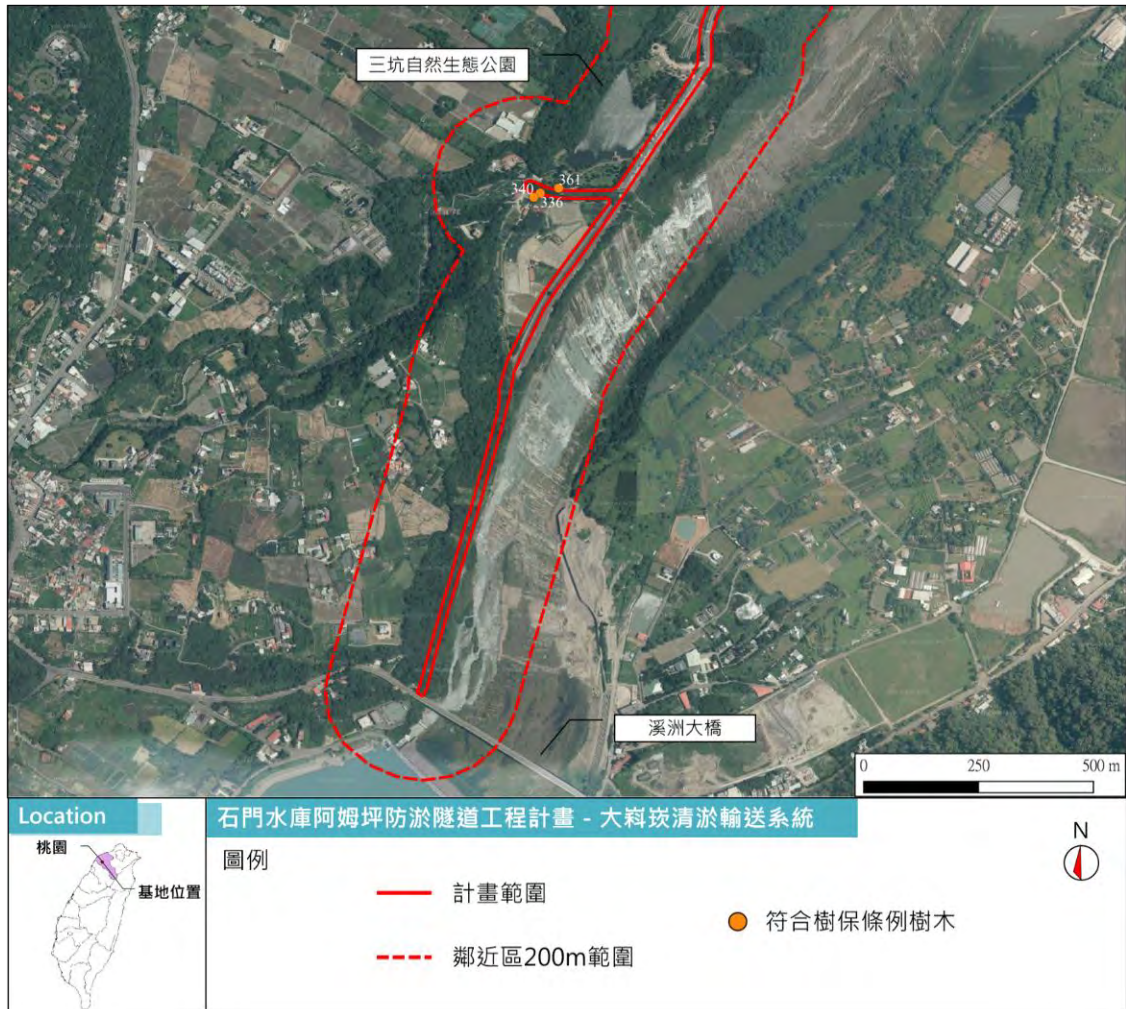 三坑自然生態公園
361
340
336
溪洲大橋
0 250 500 m
Location
桃園
基地位置
石門水庫阿姆坪防淤隧道工程計畫 - 大嵙崁清淤輸送系統
圖例
計畫範圍
鄰近區200m範圍
符合樹保條例樹木
N